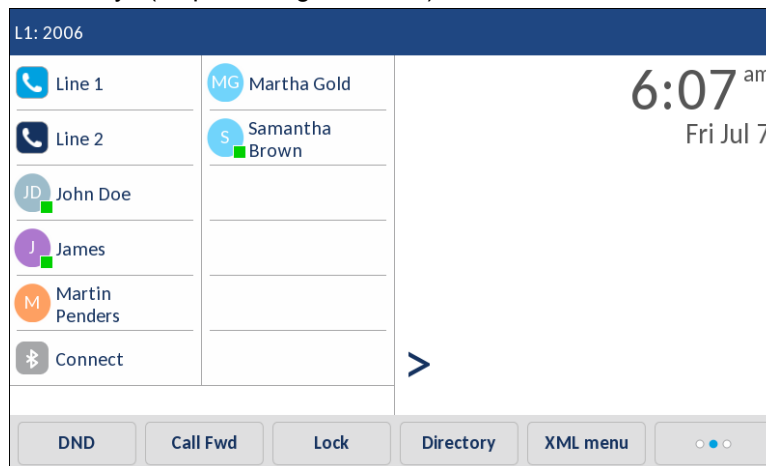 L1: 2006
Line 1
Line 2
JD John Doe
J James
M Martin
Penders
Connect
MG Martha Gold
S Samantha
Brown
6:07 am
Fri Jul 7
>
DND Call Fwd Lock Directory XML menu